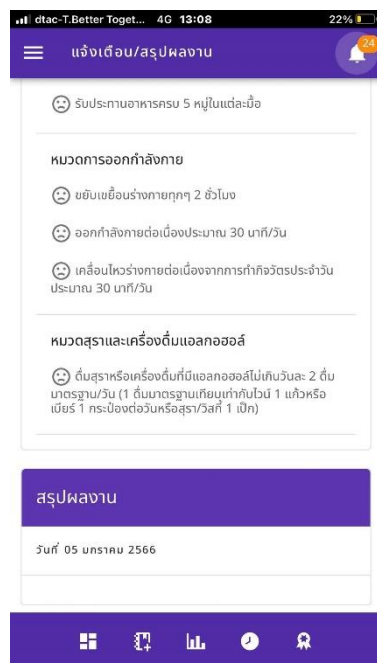 dtac-T.Better Toget... 4G 13:08 22%
แจ้งเตือน/สรุปผลงาน 24
รับประทานอาหารครบ 5 หมู่ในแต่ละมื้อ
หมวดการออกกำลังกาย
ขยับเขยื้อนร่างกายทุกๆ 2 ชั่วโมง
ออกกำลังกายต่อเนื่องประมาณ 30 นาที/วัน
เคลื่อนไหวร่างกายต่อเนื่องจากการทำกิจวัตรประจำวัน
ประมาณ 30 นาที/วัน
หมวดสุราและเครื่องดื่มแอลกอฮอล์
ดื่มสุราหรือเครื่องดื่มที่มีแอลกอฮอล์ไม่เกินวันละ 2 ดื่ม
มาตรฐาน/วัน (1 ดื่มมาตรฐานเทียบเท่ากับไวน์ 1 แก้วหรือ
เบียร์ 1 กระป๋องต่อวันหรือสุรา/วิสกี้ 1 เป๊ก)
สรุปผลงาน
วันที่ 05 มกราคม 2566